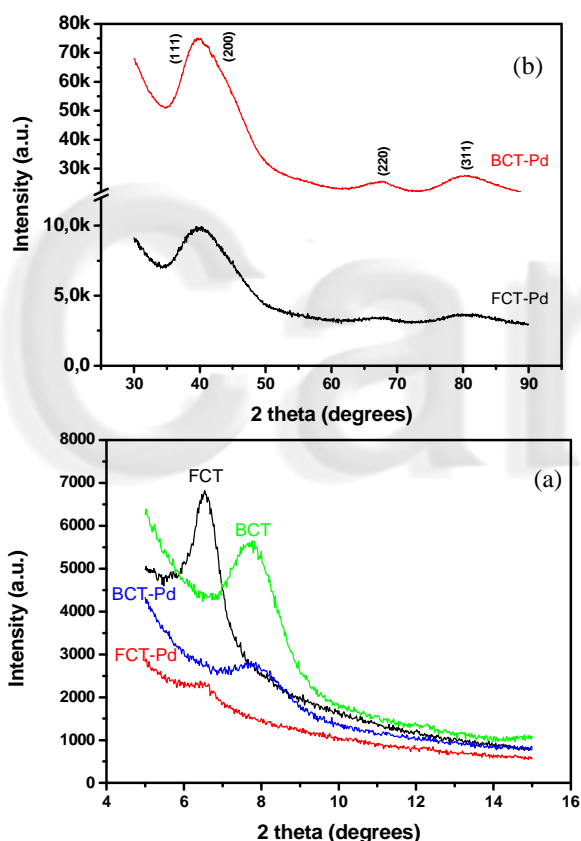 80k
70k
60k
50k
40k
30k
10,0k
5,0k
0,0
Intensity (a.u.)
(111)
(200)
(220)
(311)
(b)
BCT-Pd
FCT-Pd
30 40 50 60 70 80 90
2 theta (degrees)
8000
7000
6000
5000
4000
3000
2000
1000
0
Intensity (a.u.)
(a)
FCT
BCT
BCT-Pd
FCT-Pd
4 6 8 10 12 14 16
2 theta (degrees)